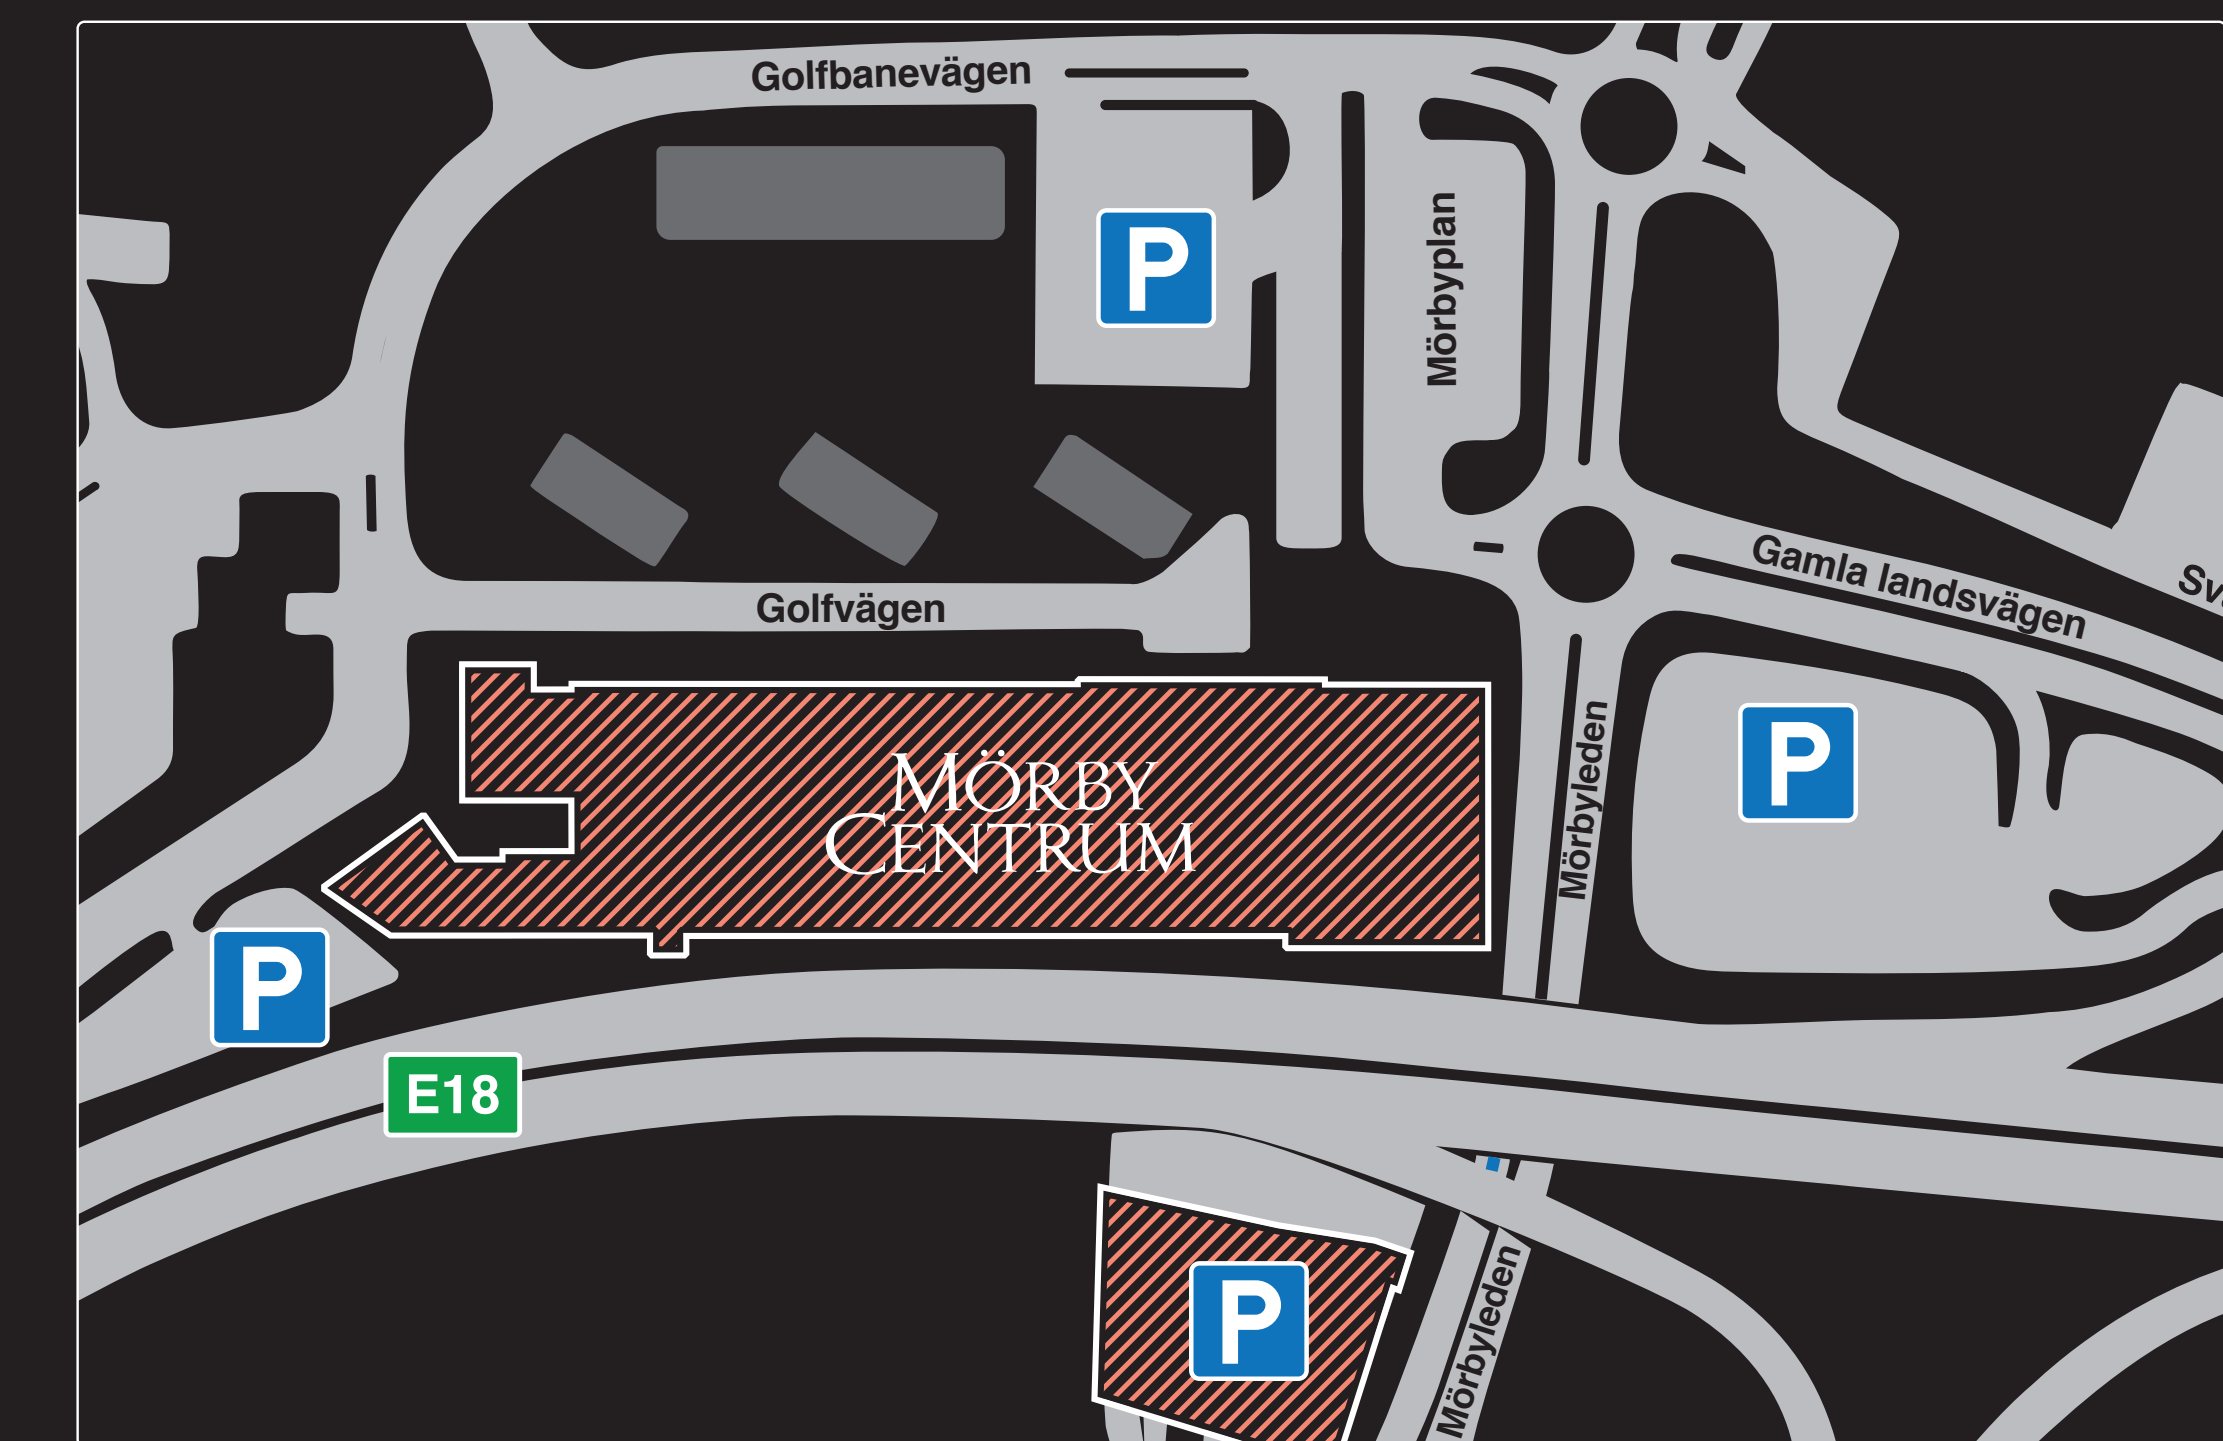 Golfbanevägen
P
Mörbyplan
Gamla landsvägen
Golfvägen
MÖRBY
CENTRUM
Mörbyleden
P
P
E18
P
Mörbyleden